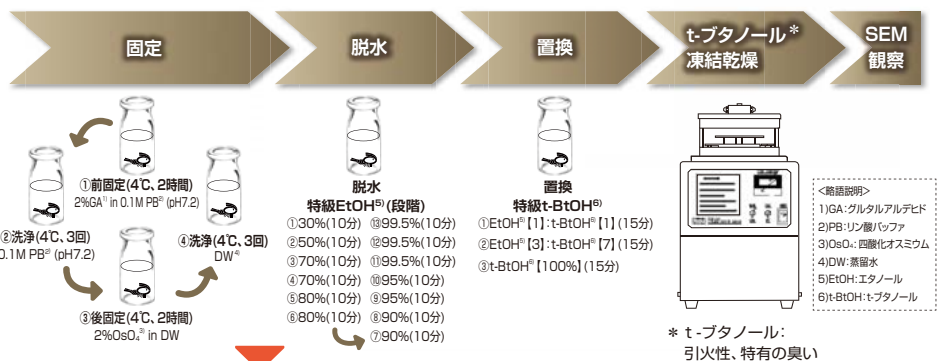 固定
脱水
置換
t-ブタノール*
凍結乾燥
SEM
観察
①前固定(4℃、2時間)
2%GA¹⁾ in 0.1M PB²⁾ (pH7.2)
②洗浄(4℃、3回)
0.1M PB²⁾ (pH7.2)
③後固定(4℃、2時間)
2%OsO₄³⁾ in DW
④洗浄(4℃、3回)
DW⁴⁾
脱水
特級EtOH⁵⁾(段階)
①30%(10分) ⑬99.5%(10分)
②50%(10分) ⑫99.5%(10分)
③70%(10分) ⑪99.5%(10分)
④70%(10分) ⑩95%(10分)
⑤80%(10分) ⑨95%(10分)
⑥80%(10分) ⑧90%(10分)
⑦90%(10分)
置換
特級t-BtOH⁶⁾
①EtOH⁵⁾【1】:t-BtOH⁶⁾【1】(15分)
②EtOH⁵⁾【3】:t-BtOH⁶⁾【7】(15分)
③t-BtOH⁶⁾【100%】(15分)
<略語説明>
1)GA:グルタルアルデヒド
2)PB:リン酸バッファ
3)OsO₄:四酸化オスミウム
4)DW:蒸留水
5)EtOH:エタノール
6)t-BtOH:t-ブタノール
* t -ブタノール:
引火性、特有の臭い